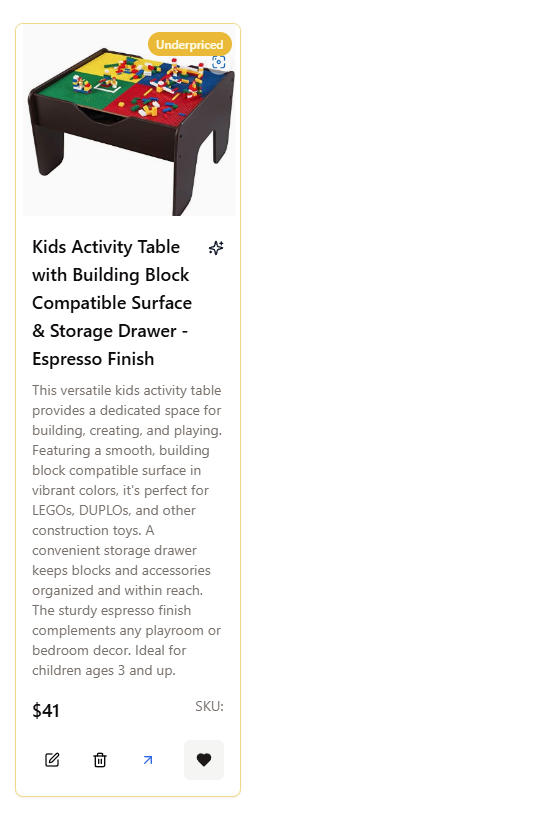 Underpriced
Kids Activity Table
with Building Block
Compatible Surface
& Storage Drawer -
Espresso Finish
This versatile kids activity table
provides a dedicated space for
building, creating, and playing.
Featuring a smooth, building
block compatible surface in
vibrant colors, it's perfect for
LEGOs, DUPLOs, and other
construction toys. A
convenient storage drawer
keeps blocks and accessories
organized and within reach.
The sturdy espresso finish
complements any playroom or
bedroom decor. Ideal for
children ages 3 and up.
$41
SKU: